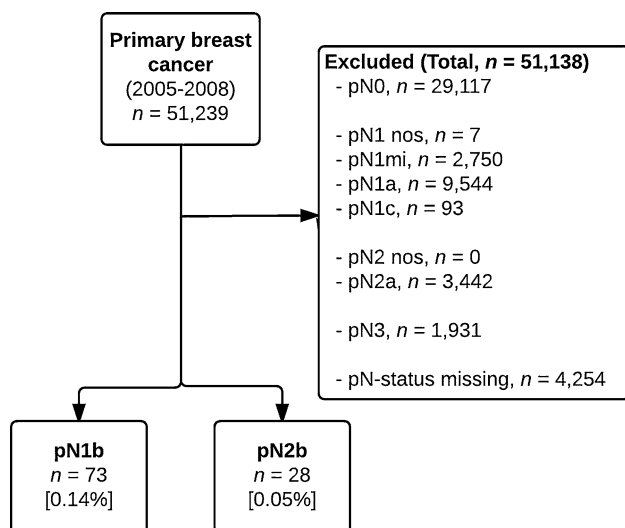 Primary breast
cancer
(2005-2008)
n = 51,239
Excluded (Total, n = 51,138)
- pN0, n = 29,117
- pN1 nos, n = 7
- pN1mi, n = 2,750
- pN1a, n = 9,544
- pN1c, n = 93
- pN2 nos, n = 0
- pN2a, n = 3,442
- pN3, n = 1,931
- pN-status missing, n = 4,254
pN1b
n = 73
[0.14%]
pN2b
n = 28
[0.05%]